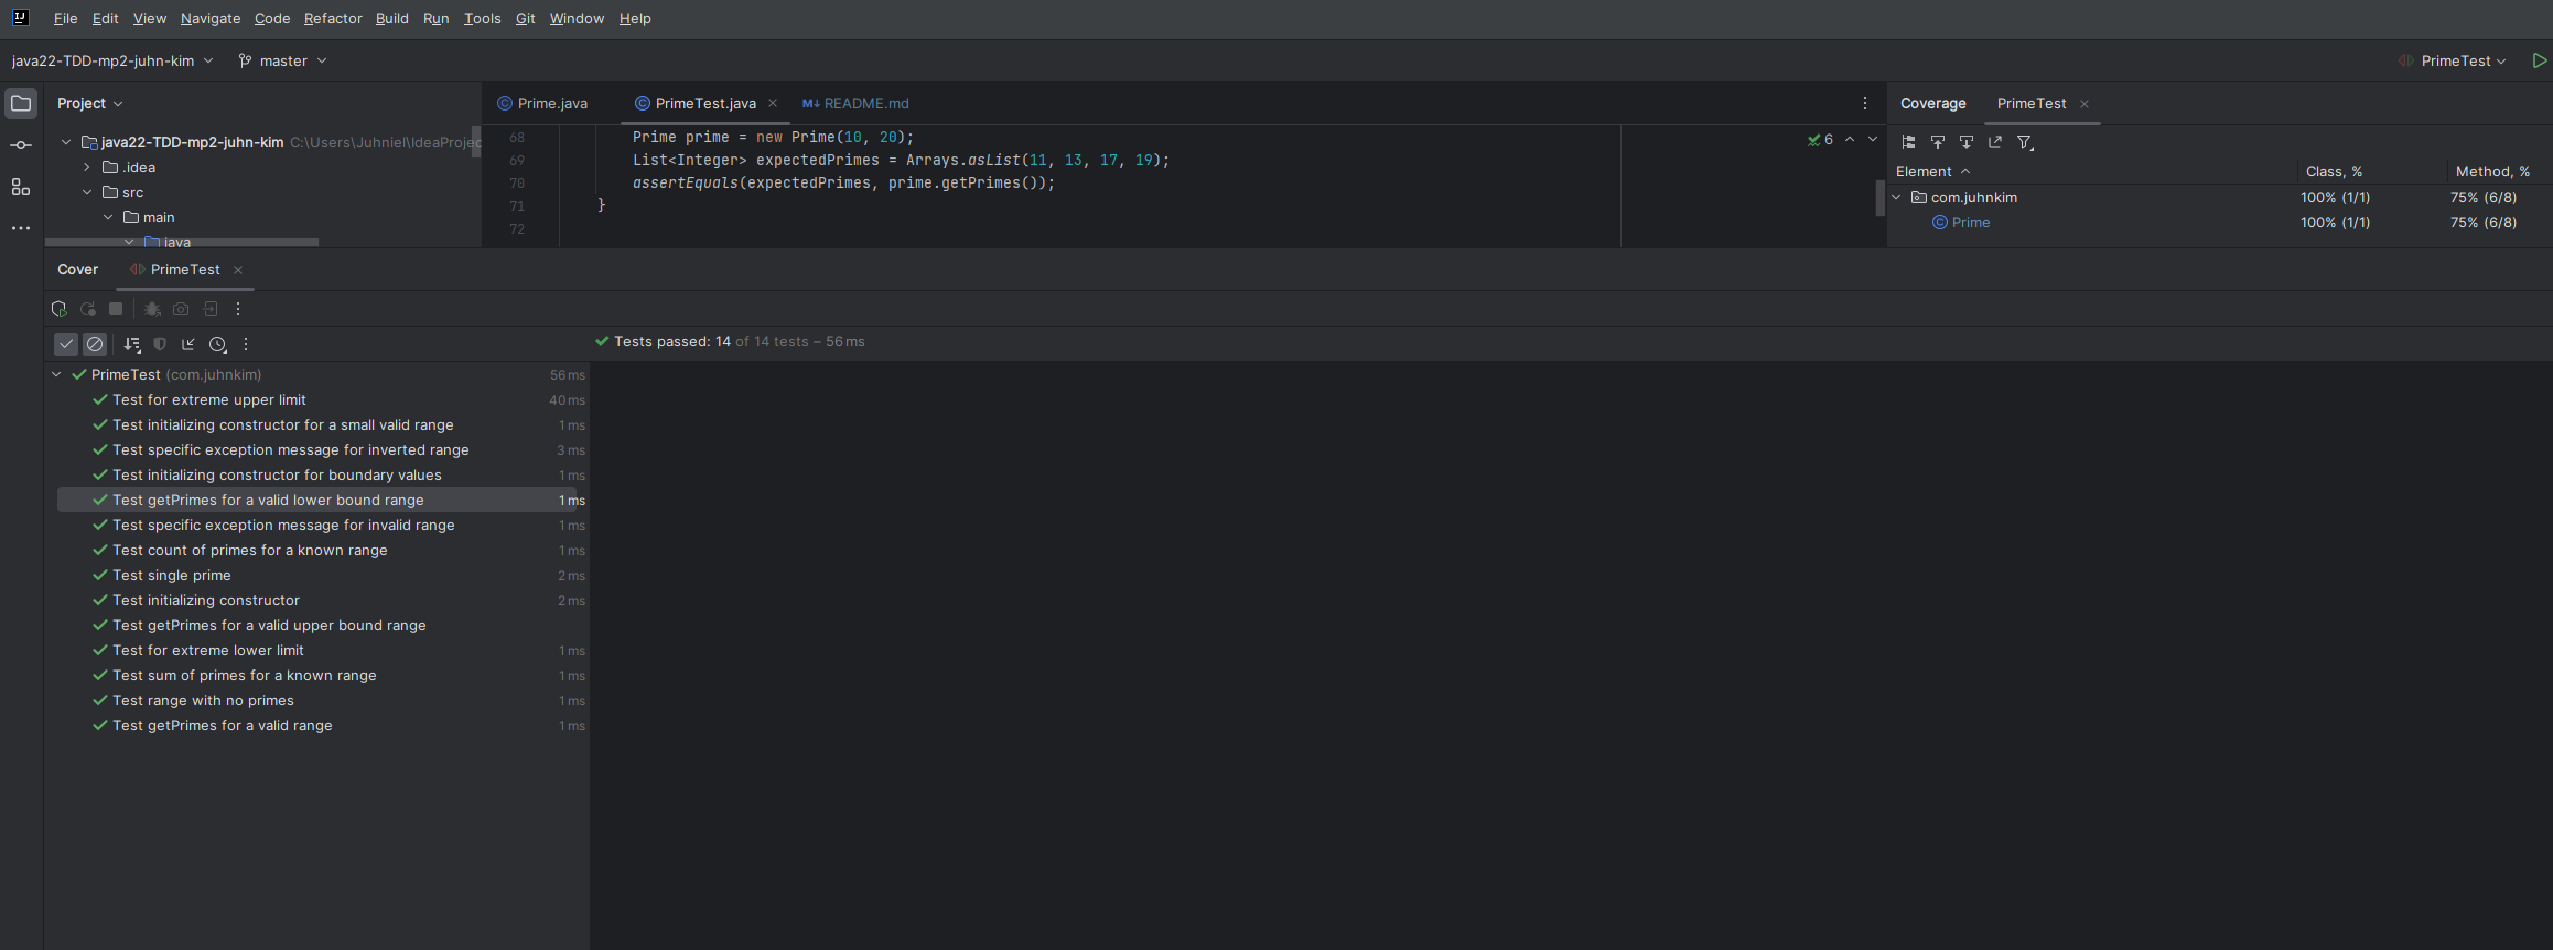 File Edit View Navigate Code Refactor Build Run Tools Git Window Help
java22-TDD-mp2-juhn-kim master PrimeTest
Project
java22-TDD-mp2-juhn-kim C:\Users\Juhniel\IdeaProjec
.idea
src
main
java
Prime.java PrimeTest.java README.md
68 Prime prime = new Prime(10, 20);
69 List<Integer> expectedPrimes = Arrays.asList(11, 13, 17, 19);
70 assertEquals(expectedPrimes, prime.getPrimes());
71 }
72
6
Coverage PrimeTest
Element Class, % Method, %
com.juhnkim 100% (1/1) 75% (6/8)
Prime 100% (1/1) 75% (6/8)
Cover PrimeTest
Tests passed: 14 of 14 tests – 56 ms
PrimeTest (com.juhnkim) 56 ms
Test for extreme upper limit 40 ms
Test initializing constructor for a small valid range 1 ms
Test specific exception message for inverted range 3 ms
Test initializing constructor for boundary values 1 ms
Test getPrimes for a valid lower bound range 1 ms
Test specific exception message for invalid range 1 ms
Test count of primes for a known range 1 ms
Test single prime 2 ms
Test initializing constructor 2 ms
Test getPrimes for a valid upper bound range
Test for extreme lower limit 1 ms
Test sum of primes for a known range 1 ms
Test range with no primes 1 ms
Test getPrimes for a valid range 1 ms